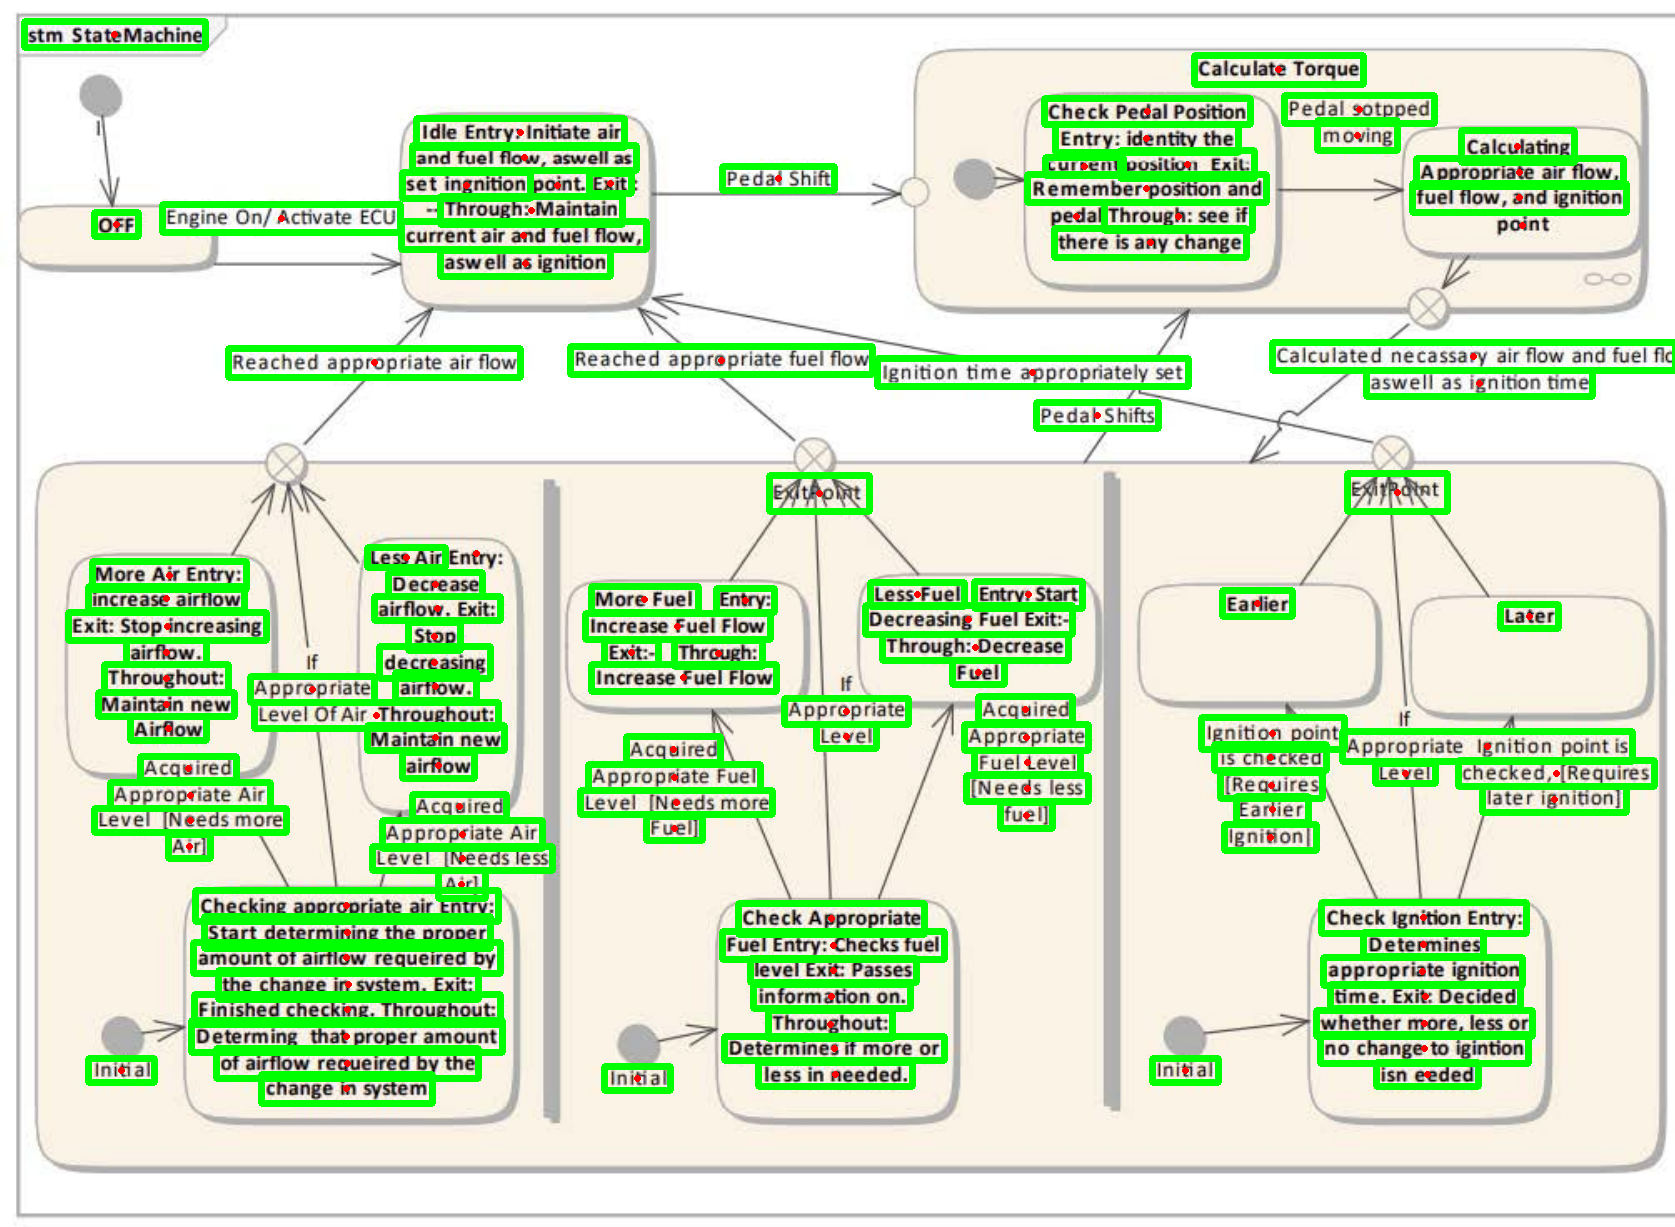 stm StateMachine
OFF
Engine On/ Activate ECU
Idle Entry: Initiate air
and fuel flow, aswell as
set ingnition point. Exit:
-- Through: Maintain
current air and fuel flow,
aswell as ignition
Pedal Shift
Calculate Torque
Check Pedal Position
Entry: identity the
current position Exit:
Remember position and
pedal Through: see if
there is any change
Pedal sotpped
moving
Calculating
Appropriate air flow,
fuel flow, and ignition
point
Reached appropriate air flow
Reached appropriate fuel flow
Ignition time appropriately set
Pedal Shifts
Calculated necassary air flow and fuel flo
aswell as ignition time
More Air Entry:
increase airflow
Exit: Stop increasing
airflow.
Throughout:
Maintain new
Airflow
If
Appropriate
Level Of Air
Less Air Entry:
Decrease
airflow. Exit:
Stop
decreasing
airflow.
Throughout:
Maintain new
airflow
Acquired
Appropriate Air
Level [Needs more
Air]
Acquired
Appropriate Air
Level [Needs less
Air]
Checking appropriate air Entry:
Start determining the proper
amount of airflow requeired by
the change in system. Exit:
Finished checking. Throughout:
Determing that proper amount
of airflow requeired by the
change in system
Initial
ExitPoint
More Fuel Entry:
Increase Fuel Flow
Exit:- Through:
Increase Fuel Flow
Less Fuel Entry: Start
Decreasing Fuel Exit:-
Through: Decrease
Fuel
If
Appropriate
Level
Acquired
Appropriate Fuel
Level [Needs more
Fuel]
Acquired
Appropriate
Fuel Level
[Needs less
fuel]
Check Appropriate
Fuel Entry: Checks fuel
level Exit: Passes
information on.
Throughout:
Determines if more or
less in needed.
Initial
ExitPoint
Earlier
Later
Ignition point
is checked
[Requires
Earlier
Ignition]
If
Appropriate
Level
Ignition point is
checked, [Requires
later ignition]
Check Ignition Entry:
Determines
appropriate ignition
time. Exit: Decided
whether more, less or
no change to igintion
isn eeded
Initial